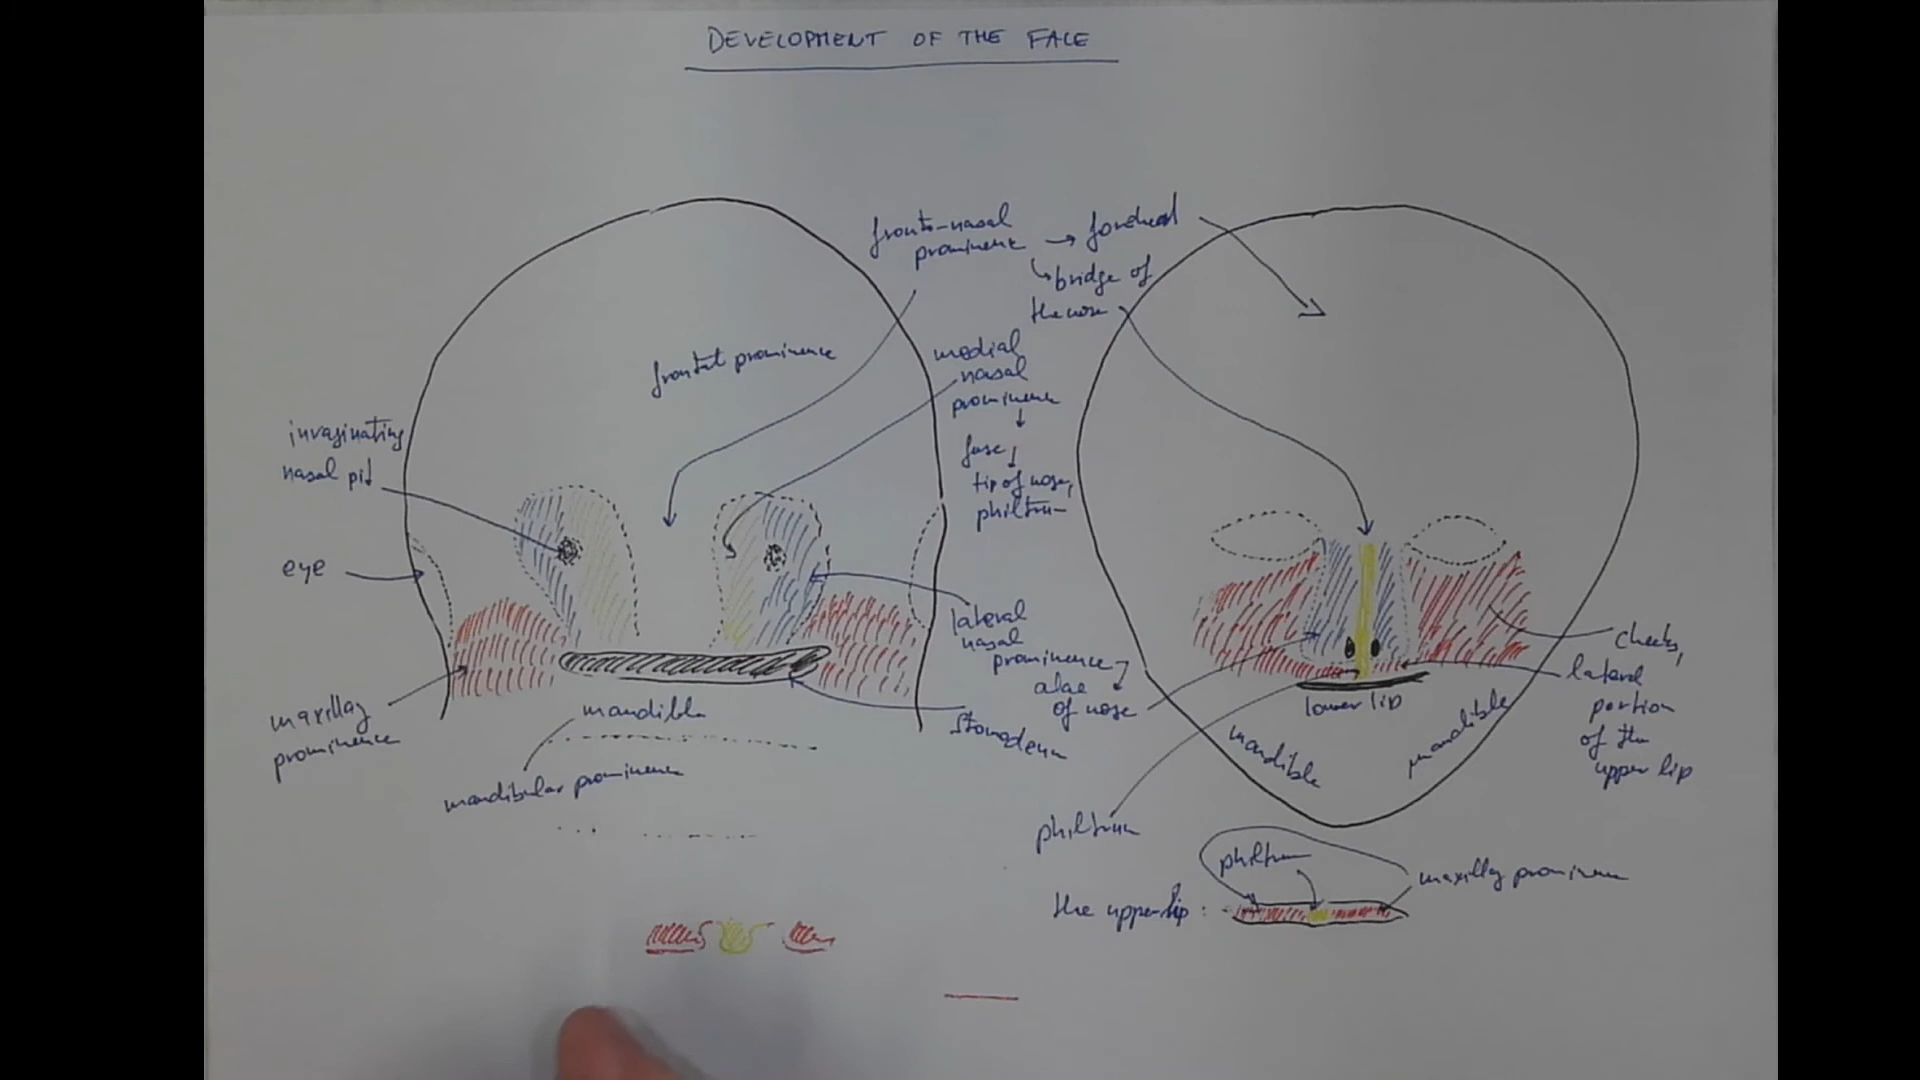 DEVELOPMENT OF THE FACE
fronto-nasal
prominence → forehead
bridge of
the nose
frontal prominence
medial
nasal
prominence
fuse
tip of nose,
philtrum
invaginating
nasal pit
eye
maxillary
prominence
mandible
mandibular prominence
lateral
nasal
prominence
alae
of nose
Stomodeum
cheeks,
lateral
portion
of the
upper lip
lower lip
mandible
mandible
philtrum
philtrum
maxillary prominence
the upper lip :